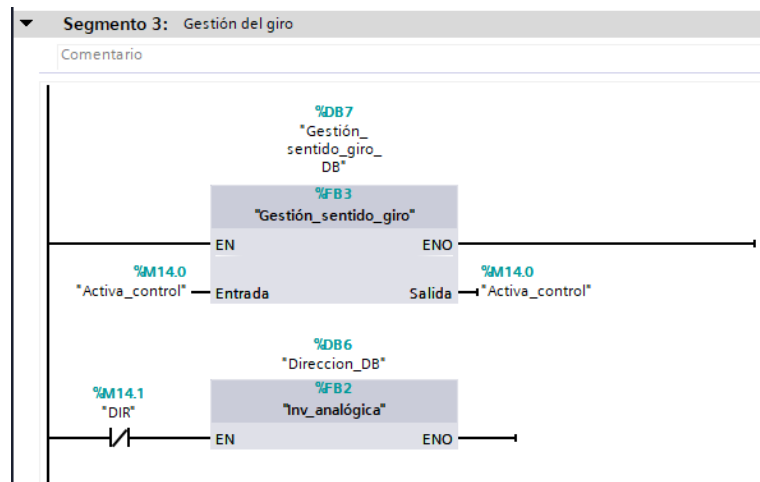 Segmento 3: Gestión del giro
Comentario
%DB7
"Gestión_
sentido_giro_
DB"
%FB3
"Gestión_sentido_giro"
EN ENO
%M14.0 %M14.0
"Activa_control" Entrada Salida "Activa_control"
%DB6
"Direccion_DB"
%M14.1 %FB2
"DIR" "Inv_analógica"
EN ENO